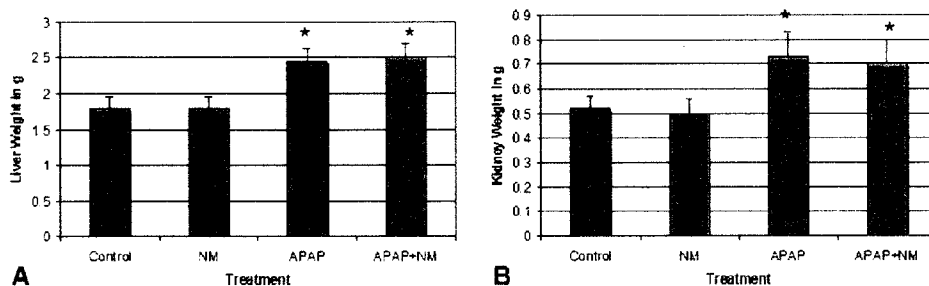 3
2.5
2
1.5
1
0.5
0
Liver Weight in g
* *
Control NM APAP APAP+NM
Treatment
A
0.9
0.8
0.7
0.6
0.5
0.4
0.3
0.2
0.1
0
Kidney Weight in g
* *
Control NM APAP APAP+NM
Treatment
B